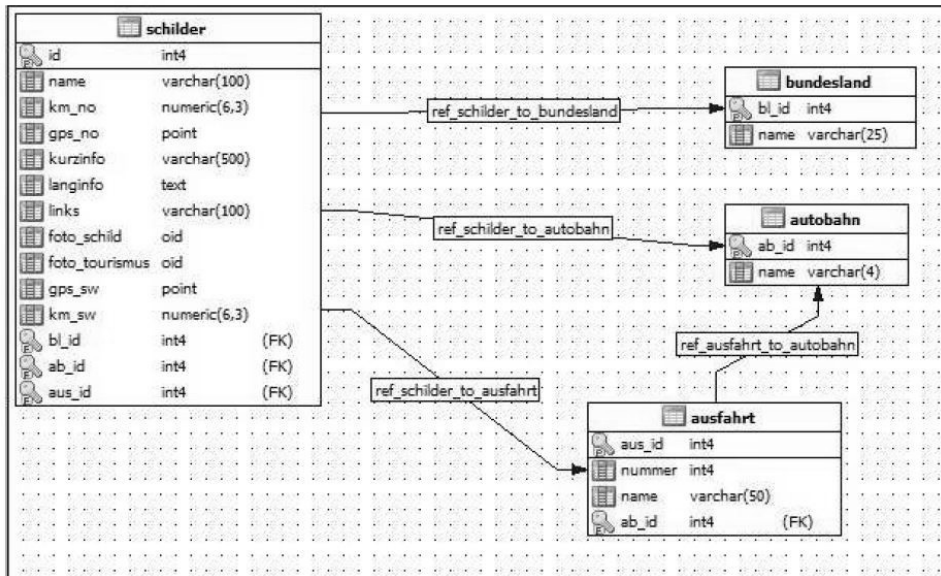 schilder
id int4
name varchar(100)
km_no numeric(6,3)
gps_no point
kurzinfo varchar(500)
langinfo text
links varchar(100)
foto_schild oid
foto_tourismus oid
gps_sw point
km_sw numeric(6,3)
bl_id int4 (FK)
ab_id int4 (FK)
aus_id int4 (FK)
ref_schilder_to_bundesland
bundesland
bl_id int4
name varchar(25)
ref_schilder_to_autobahn
autobahn
ab_id int4
name varchar(4)
ref_ausfahrt_to_autobahn
ref_schilder_to_ausfahrt
ausfahrt
aus_id int4
nummer int4
name varchar(50)
ab_id int4 (FK)